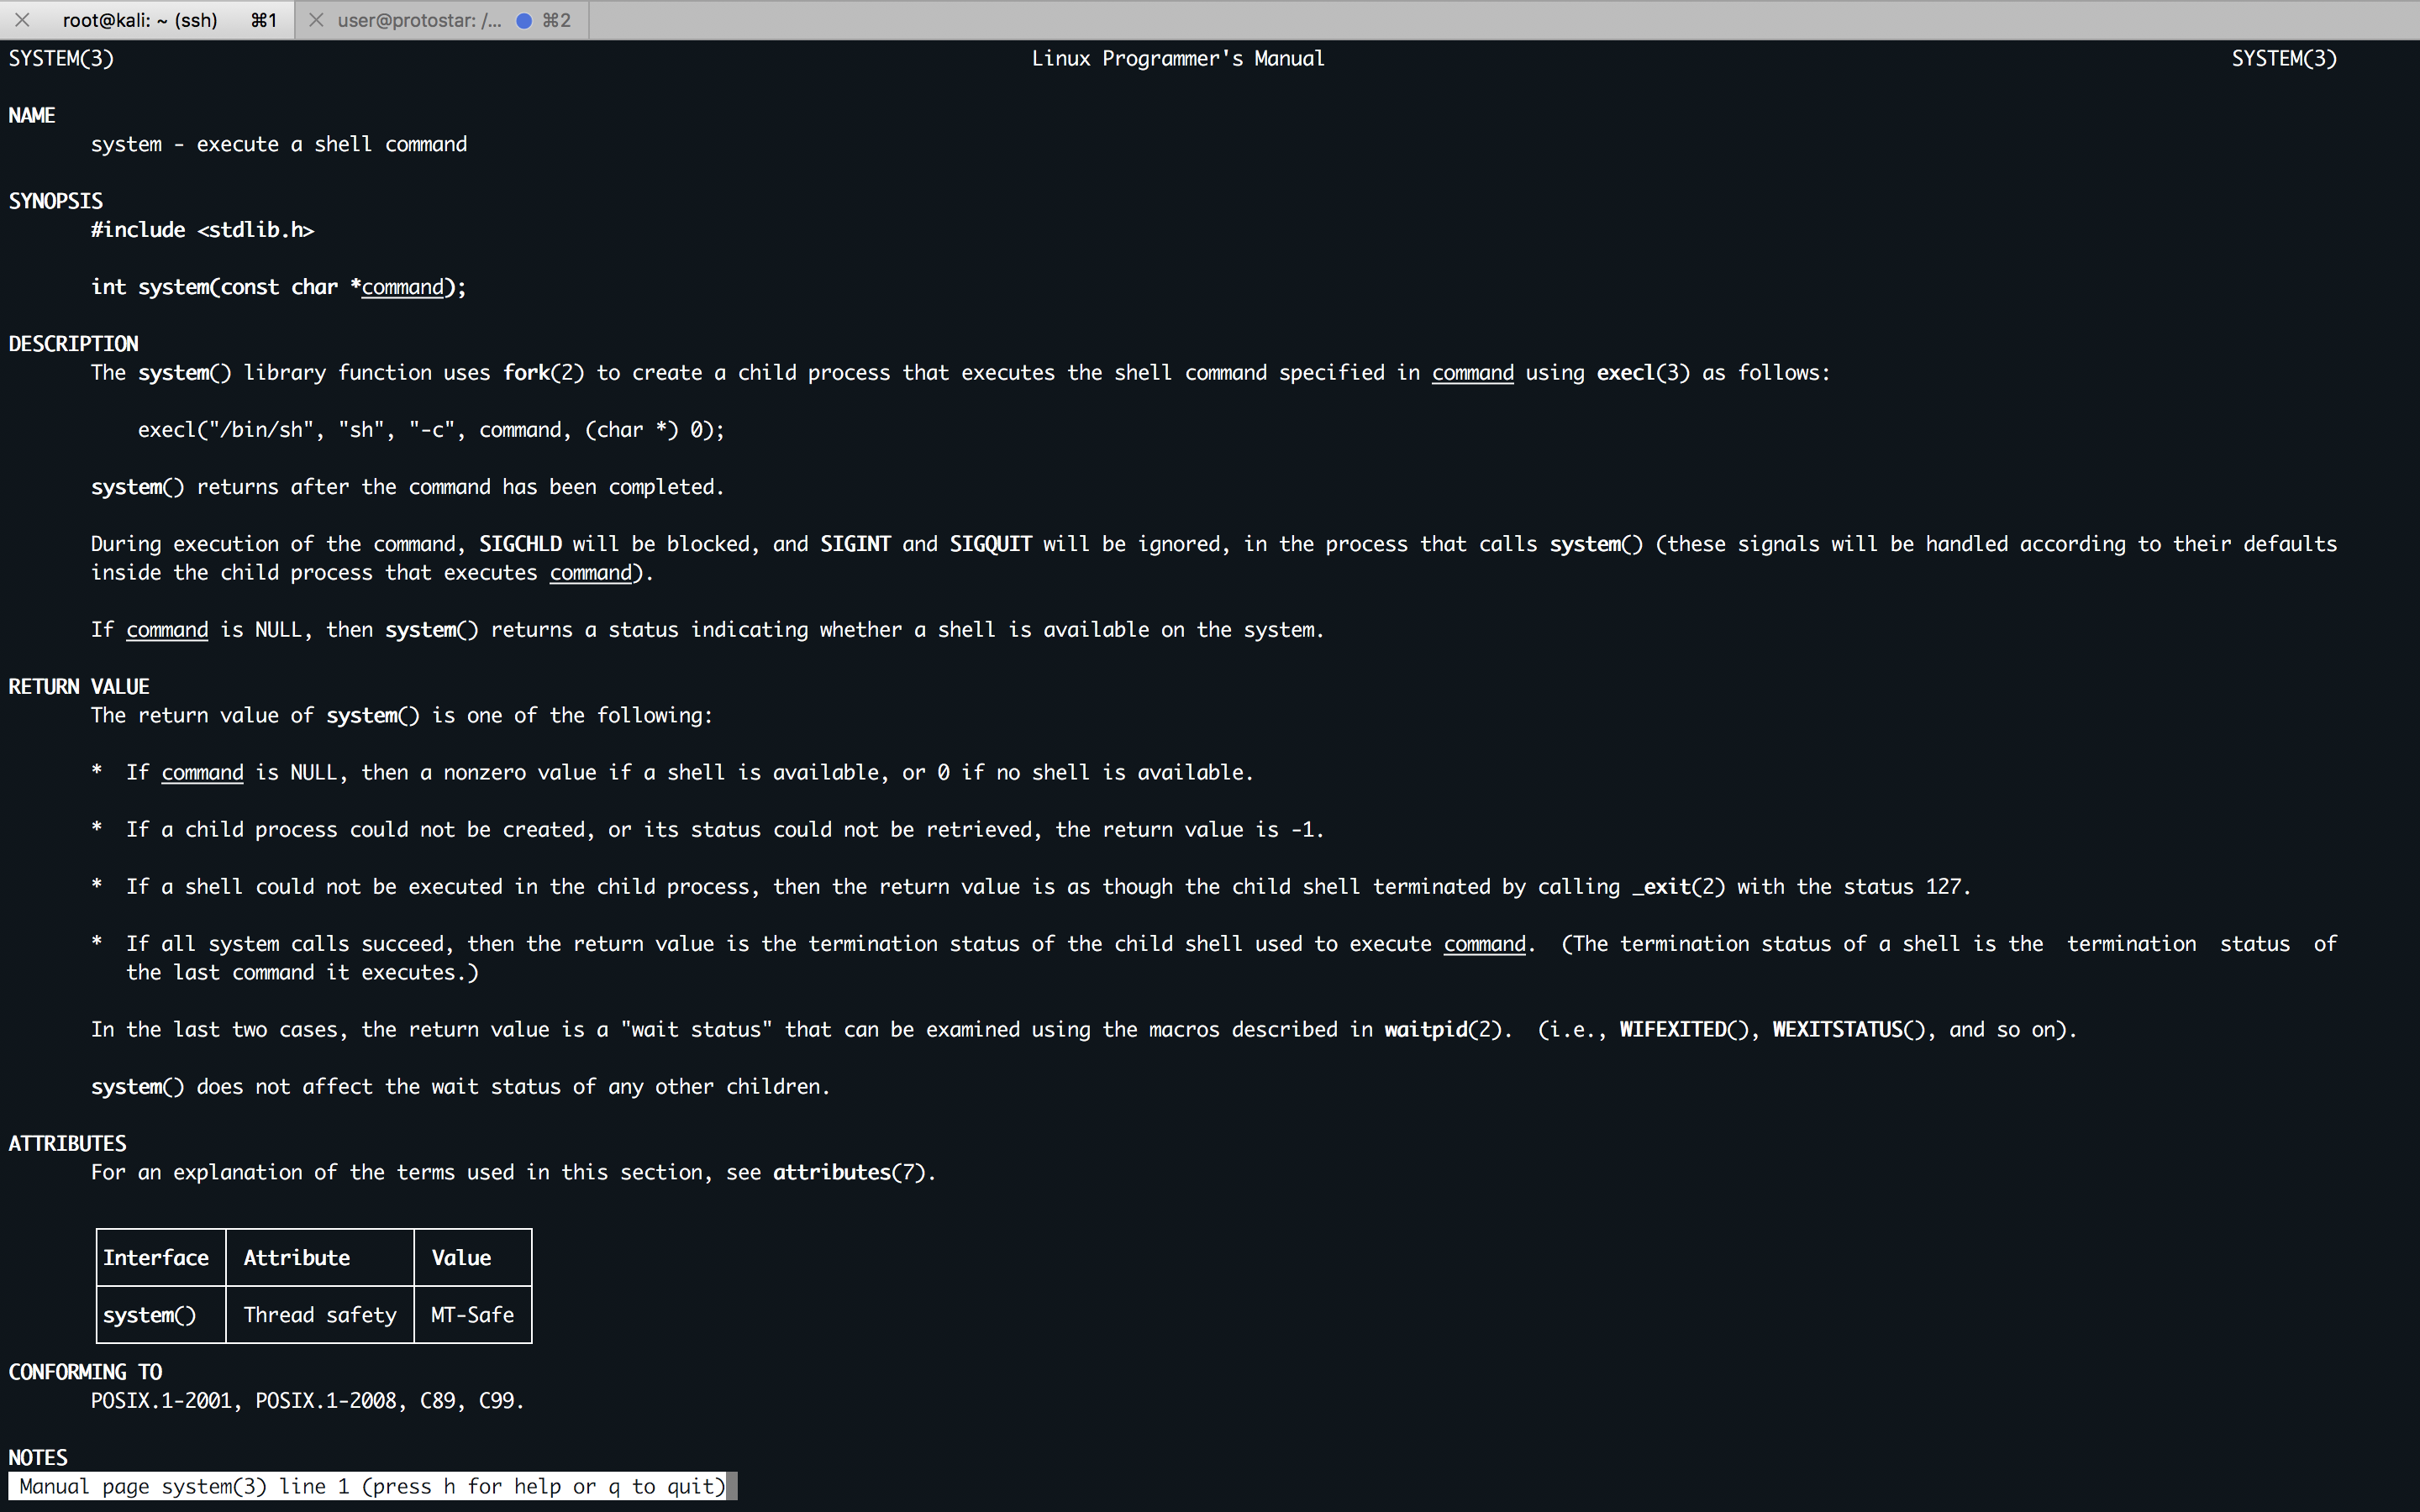 root@kali: ~ (ssh) ⌘1 user@protostar: /... ⌘2
SYSTEM(3) Linux Programmer's Manual SYSTEM(3)
NAME
system - execute a shell command
SYNOPSIS
#include <stdlib.h>
int system(const char *command);
DESCRIPTION
The system() library function uses fork(2) to create a child process that executes the shell command specified in command using execl(3) as follows:
execl("/bin/sh", "sh", "-c", command, (char *) 0);
system() returns after the command has been completed.
During execution of the command, SIGCHLD will be blocked, and SIGINT and SIGQUIT will be ignored, in the process that calls system() (these signals will be handled according to their defaults
inside the child process that executes command).
If command is NULL, then system() returns a status indicating whether a shell is available on the system.
RETURN VALUE
The return value of system() is one of the following:
* If command is NULL, then a nonzero value if a shell is available, or 0 if no shell is available.
* If a child process could not be created, or its status could not be retrieved, the return value is -1.
* If a shell could not be executed in the child process, then the return value is as though the child shell terminated by calling _exit(2) with the status 127.
* If all system calls succeed, then the return value is the termination status of the child shell used to execute command. (The termination status of a shell is the termination status of
the last command it executes.)
In the last two cases, the return value is a "wait status" that can be examined using the macros described in waitpid(2). (i.e., WIFEXITED(), WEXITSTATUS(), and so on).
system() does not affect the wait status of any other children.
ATTRIBUTES
For an explanation of the terms used in this section, see attributes(7).
Interface Attribute Value
system() Thread safety MT-Safe
CONFORMING TO
POSIX.1-2001, POSIX.1-2008, C89, C99.
NOTES
Manual page system(3) line 1 (press h for help or q to quit)